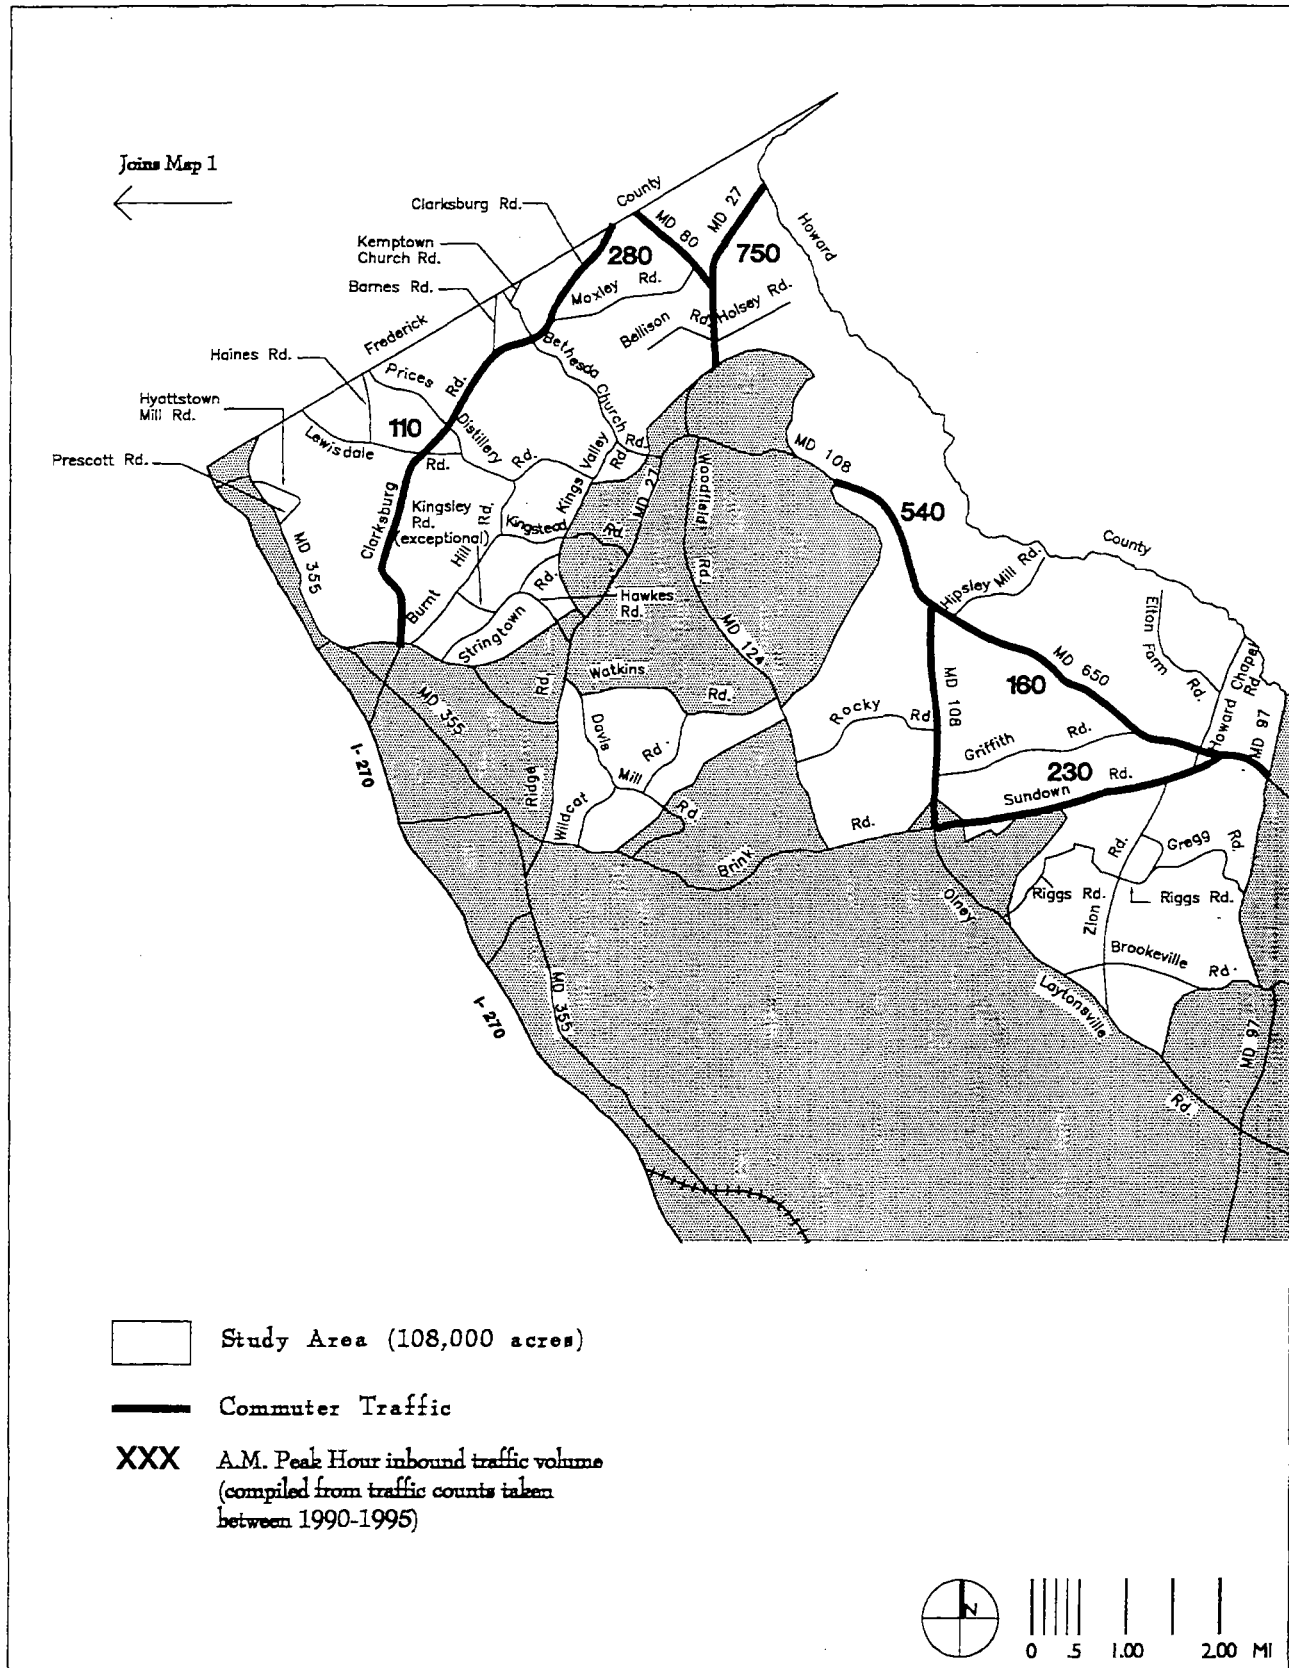 Joins Map 1
Clarksburg Rd.
Kemptown
Church Rd.
Barnes Rd.
Haines Rd.
Hyattstown
Mill Rd.
Prescott Rd.
Frederick
County
Howard
County
MD 80
MD 27
280
750
Moxley Rd.
Bellison Rd.
Holsey Rd.
Bethesda Church Rd.
Prices Distillery Rd.
110
Lewisdale Rd.
Clarksburg Rd.
Kings Valley Rd.
MD 27
Woodfield Rd.
MD 108
540
Kingsley
Rd.
(exceptional)
Kingstead Rd.
Burnt Hill Rd.
Hawkes
Rd.
Stringtown Rd.
MD 355
Hipsley Mill Rd.
Elton Farm Rd.
Howard Chapel Rd.
MD 97
MD 650
160
MD 108
MD 124
Watkins Rd.
Rocky Rd
Griffith Rd.
230
Sundown Rd.
MD 355
I-270
Ridge Rd.
Davis Mill Rd.
Wildcat Rd
Brink Rd.
Gregg Rd.
Riggs Rd.
Riggs Rd.
Zion Rd.
Brookeville Rd.
Olney Laytonsville Rd.
MD 97
MD 355
I-270
Study Area (108,000 acres)
Commuter Traffic
XXX A.M. Peak Hour inbound traffic volume
(compiled from traffic counts taken
between 1990-1995)
N
0 .5 1.00 2.00 MI